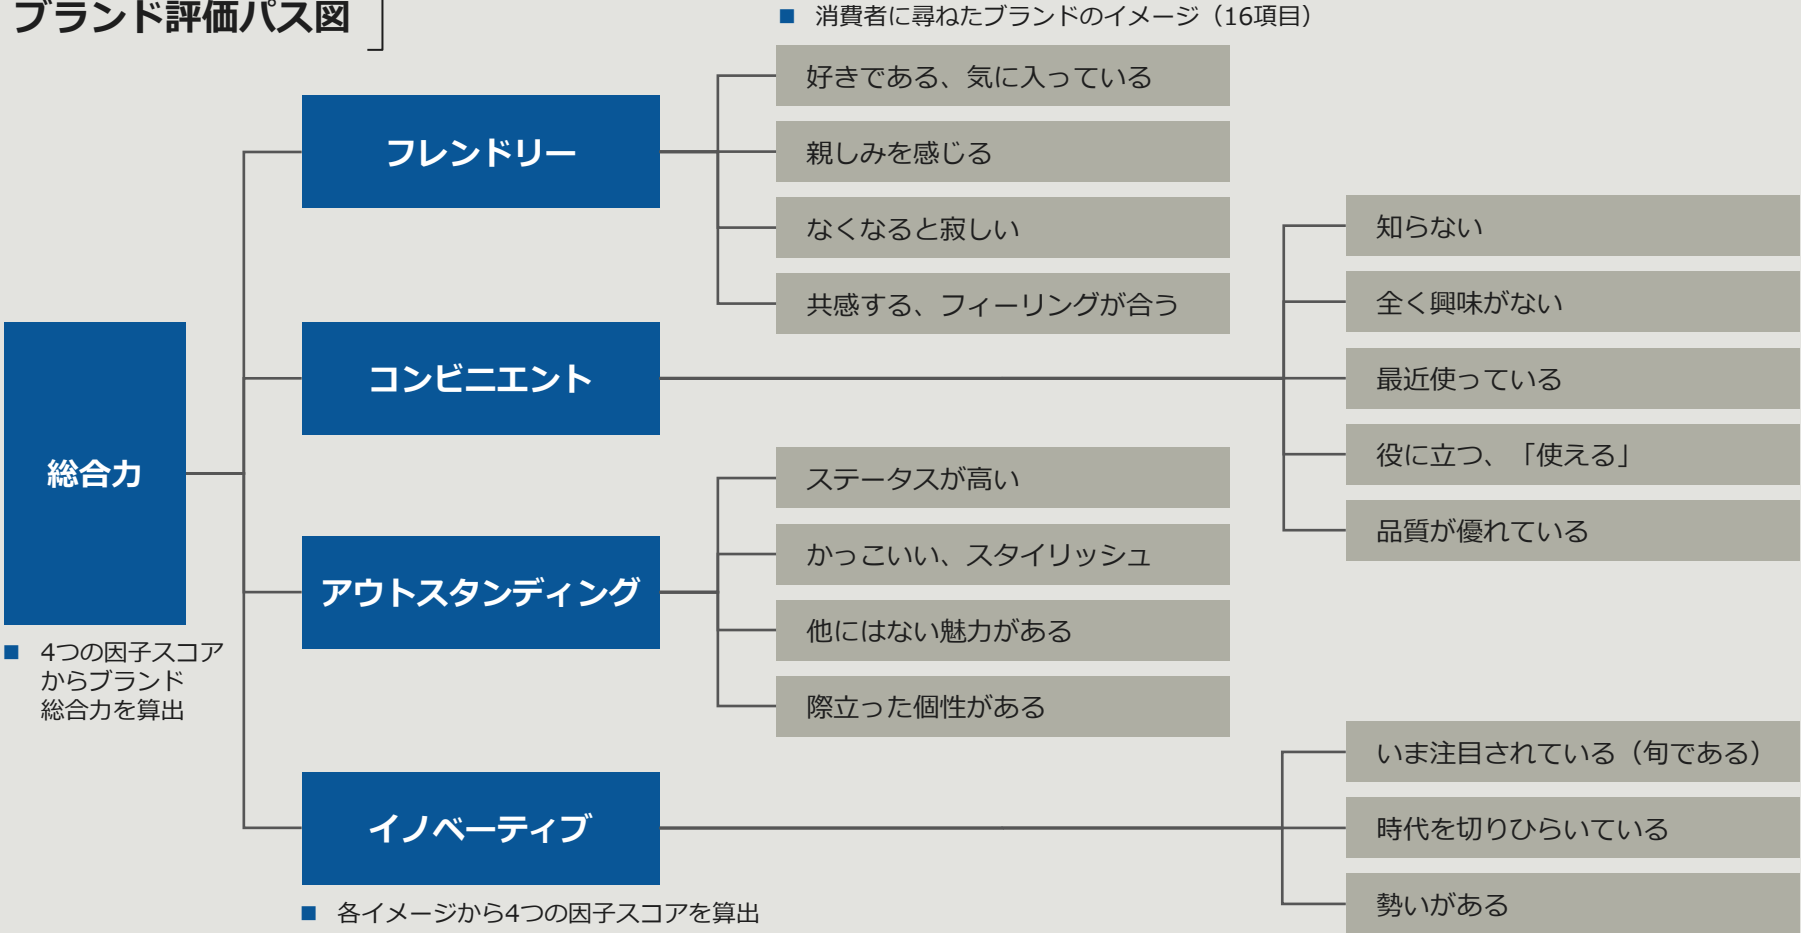 ブランド評価パス図
■ 消費者に尋ねたブランドのイメージ（16項目）
総合力
■ 4つの因子スコア
からブランド
総合力を算出
フレンドリー
好きである、気に入っている
親しみを感じる
なくなると寂しい
共感する、フィーリングが合う
コンビニエント
知らない
全く興味がない
最近使っている
役に立つ、「使える」
品質が優れている
アウトスタンディング
ステータスが高い
かっこいい、スタイリッシュ
他にはない魅力がある
際立った個性がある
イノベーティブ
いま注目されている（旬である）
時代を切りひらいている
勢いがある
■ 各イメージから4つの因子スコアを算出